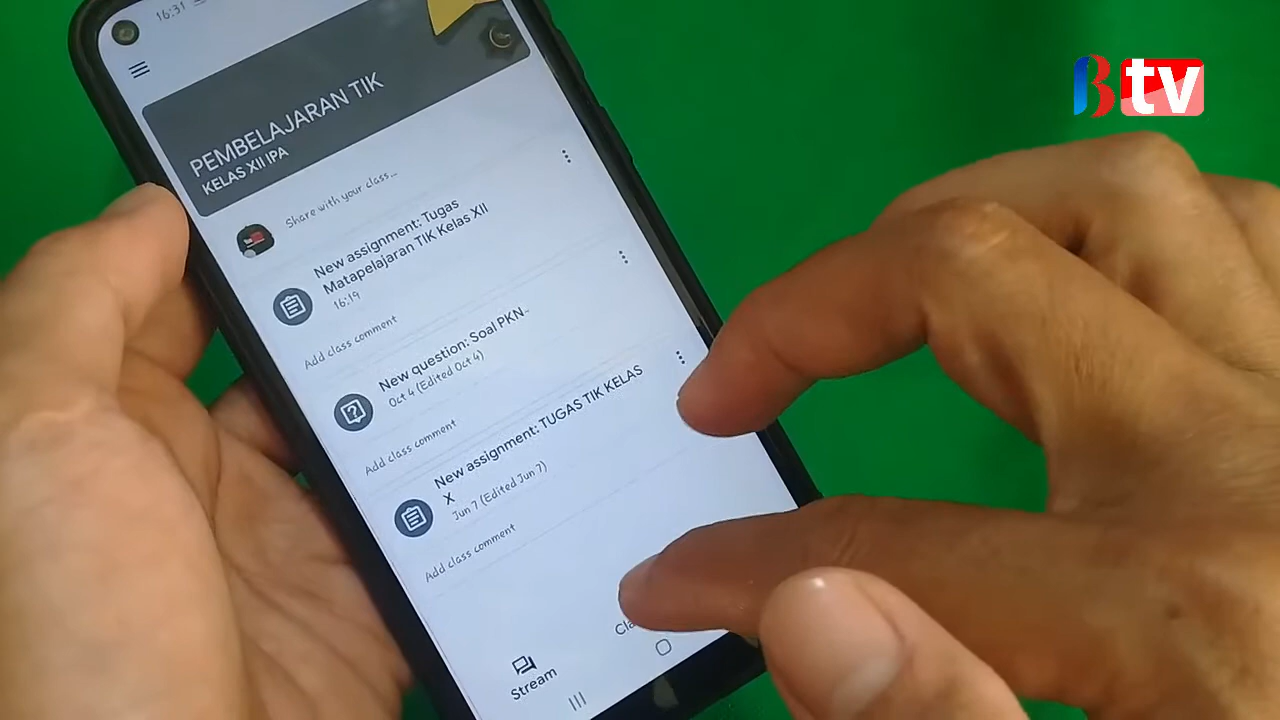 16:31
Btv
PEMBELAJARAN TIK
KELAS XII IPA
Share with your class...
New assignment: Tugas
Matapelajaran TIK Kelas XII
16:19
Add class comment
New question: Soal PKN-
Oct 4 (Edited Oct 4)
Add class comment
New assignment: TUGAS TIK KELAS
X
Jun 7 (Edited Jun 7)
Add class comment
Stream